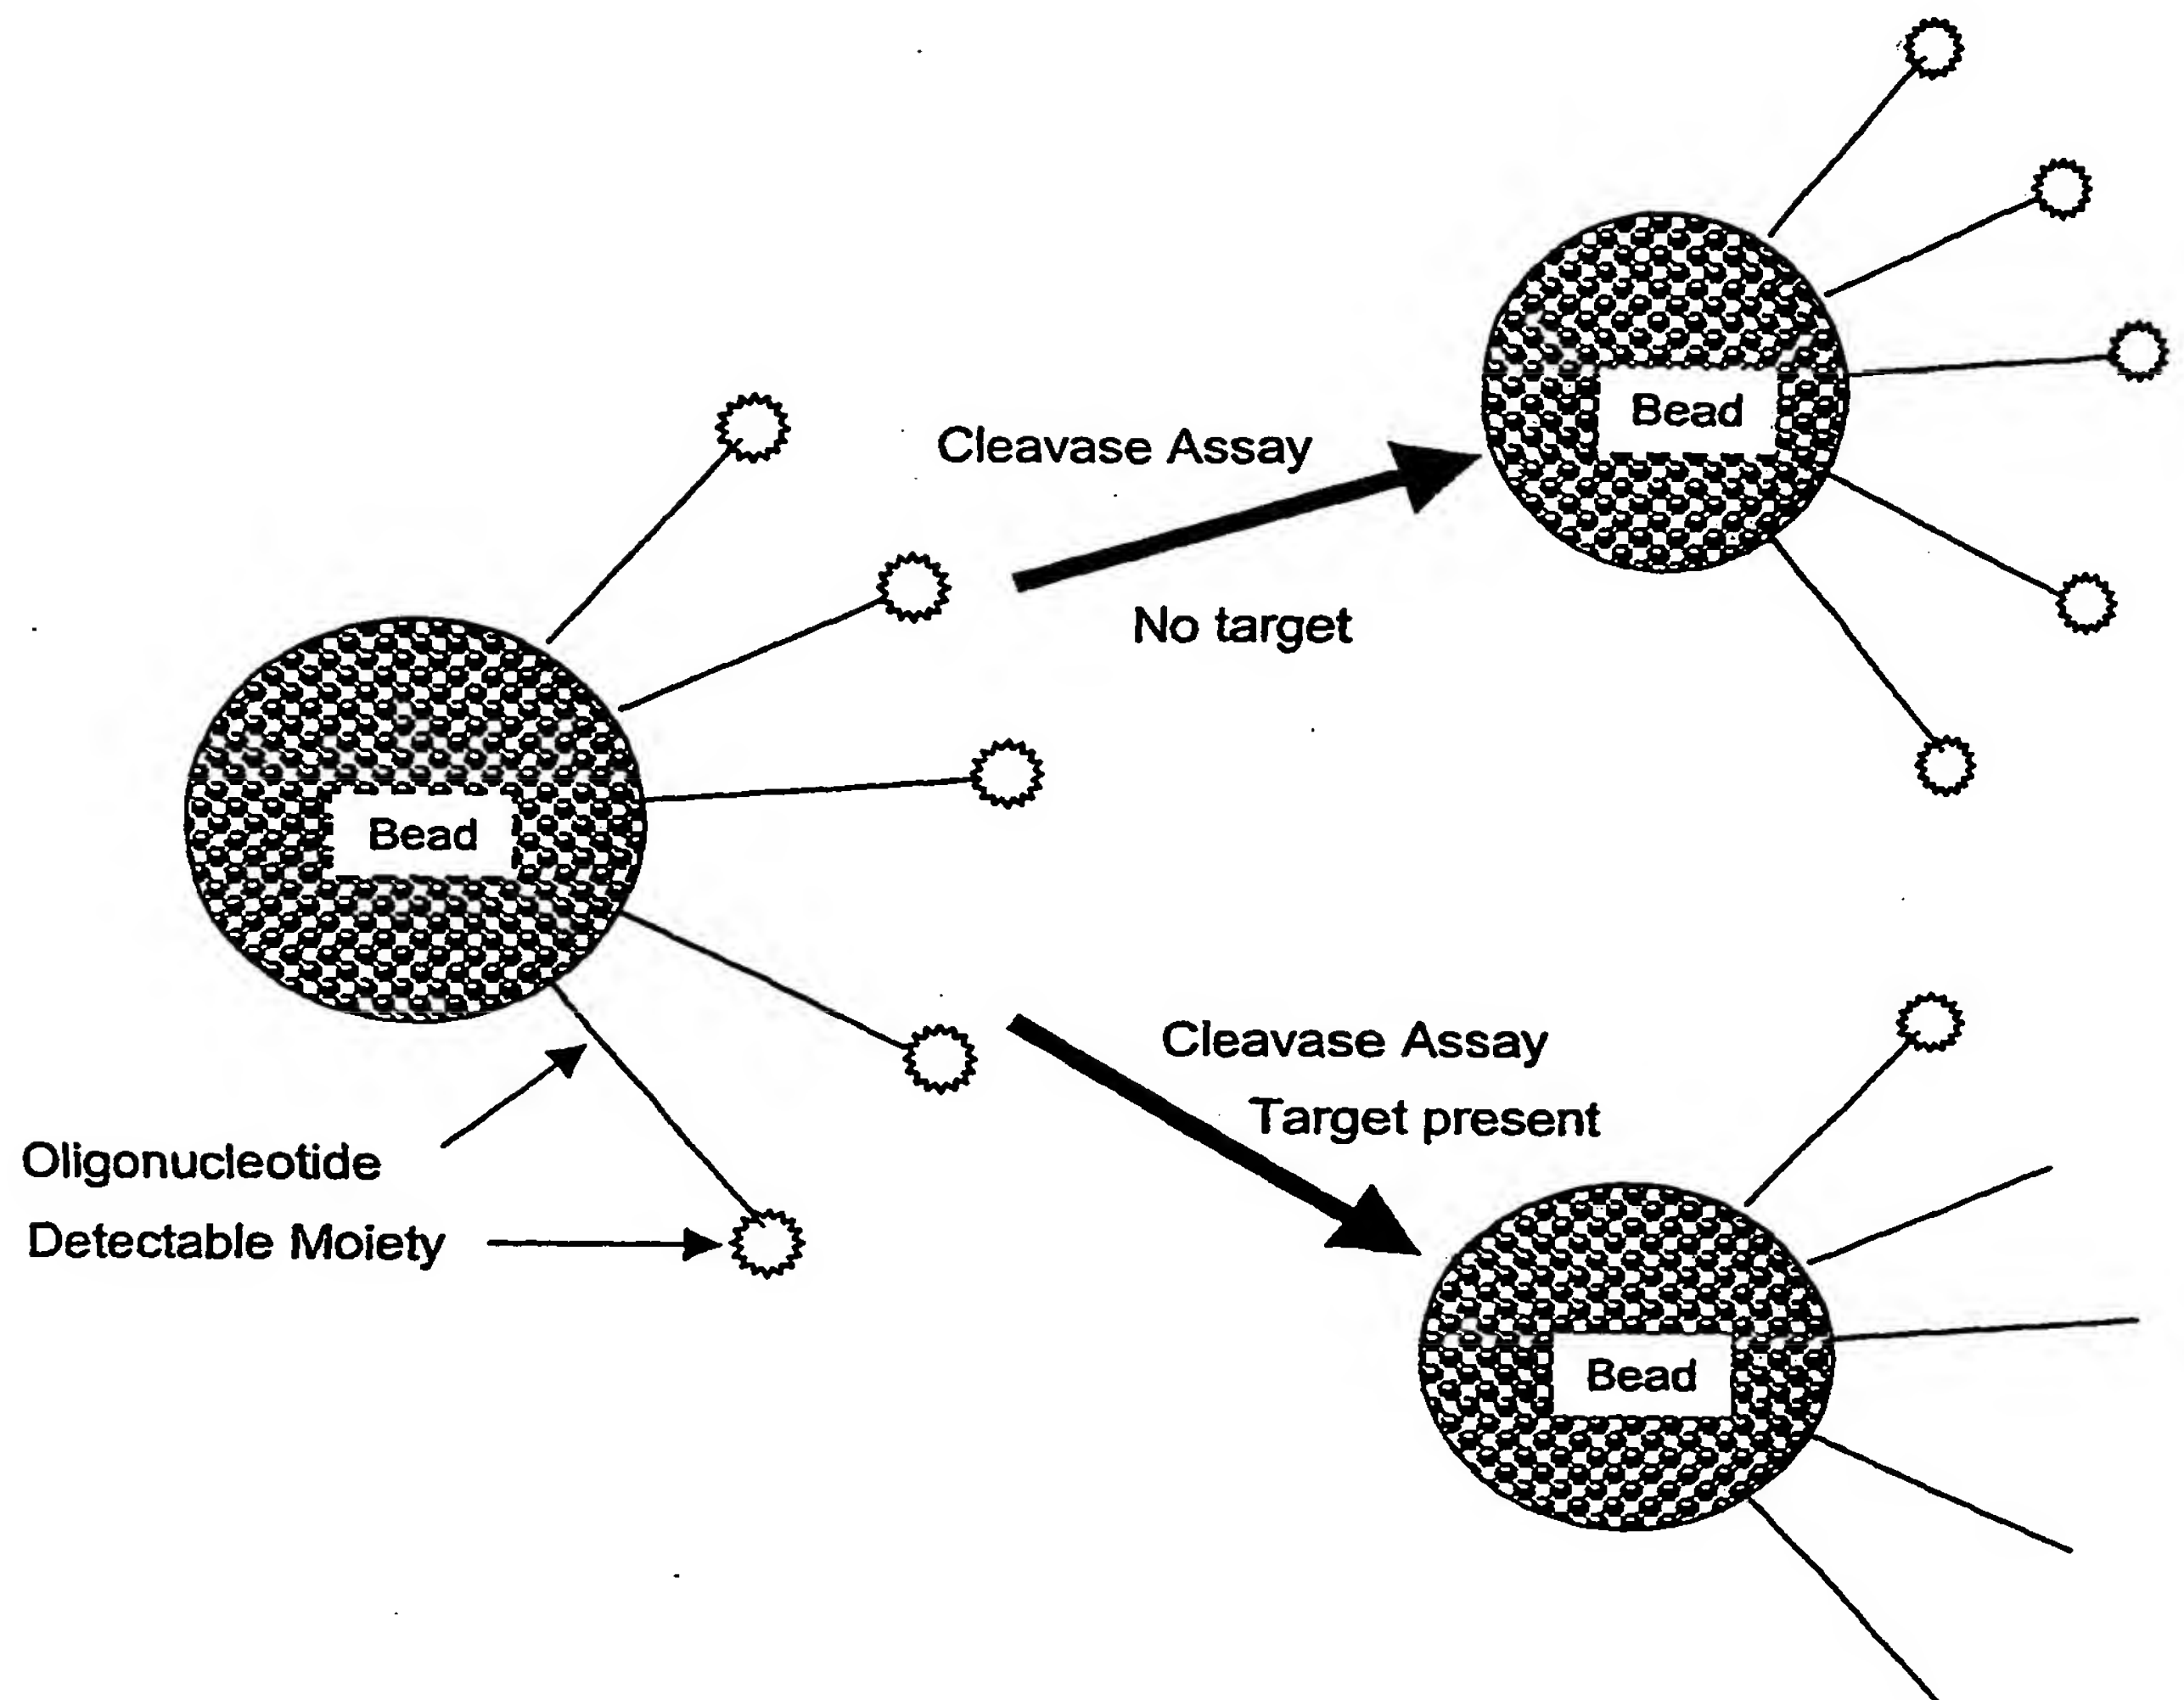 Bead
Cleavase Assay
No target
Bead
Cleavase Assay
Target present
Oligonucleotide
Detectable Moiety
Bead